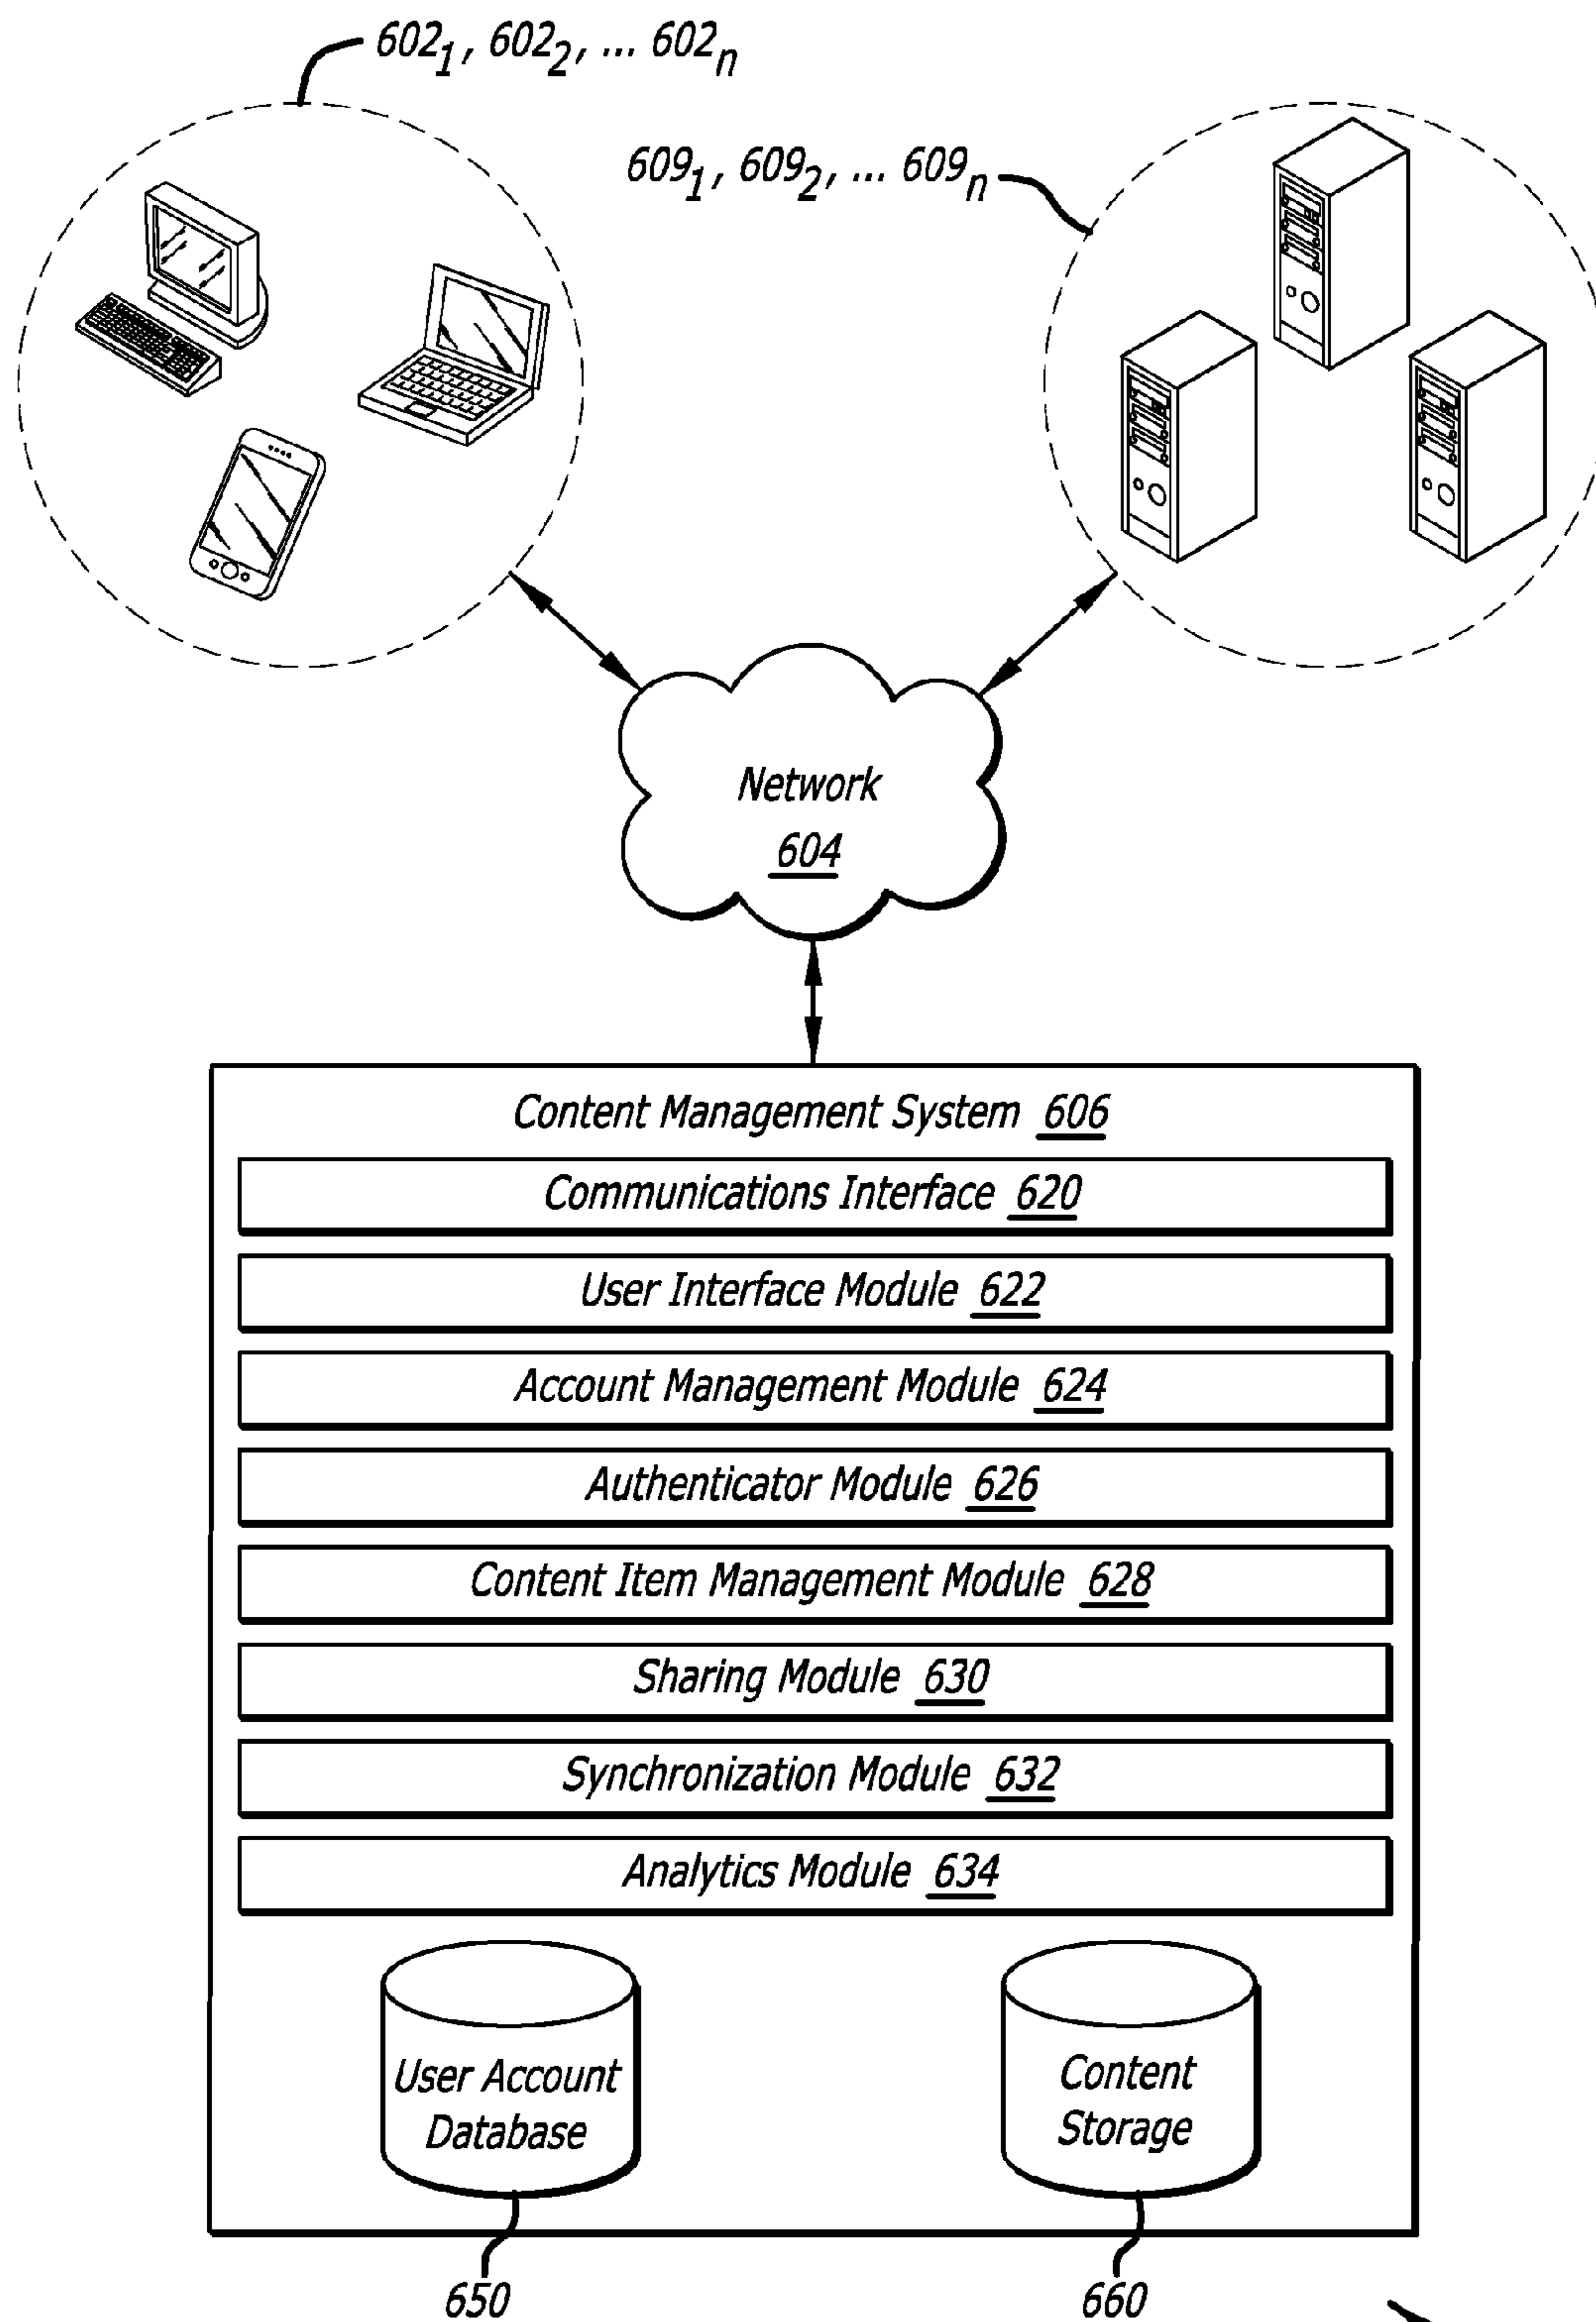 602₁, 602₂, ... 602ₙ
609₁, 609₂, ... 609ₙ
Network
604
Content Management System 606
Communications Interface 620
User Interface Module 622
Account Management Module 624
Authenticator Module 626
Content Item Management Module 628
Sharing Module 630
Synchronization Module 632
Analytics Module 634
User Account
Database
Content
Storage
650
660